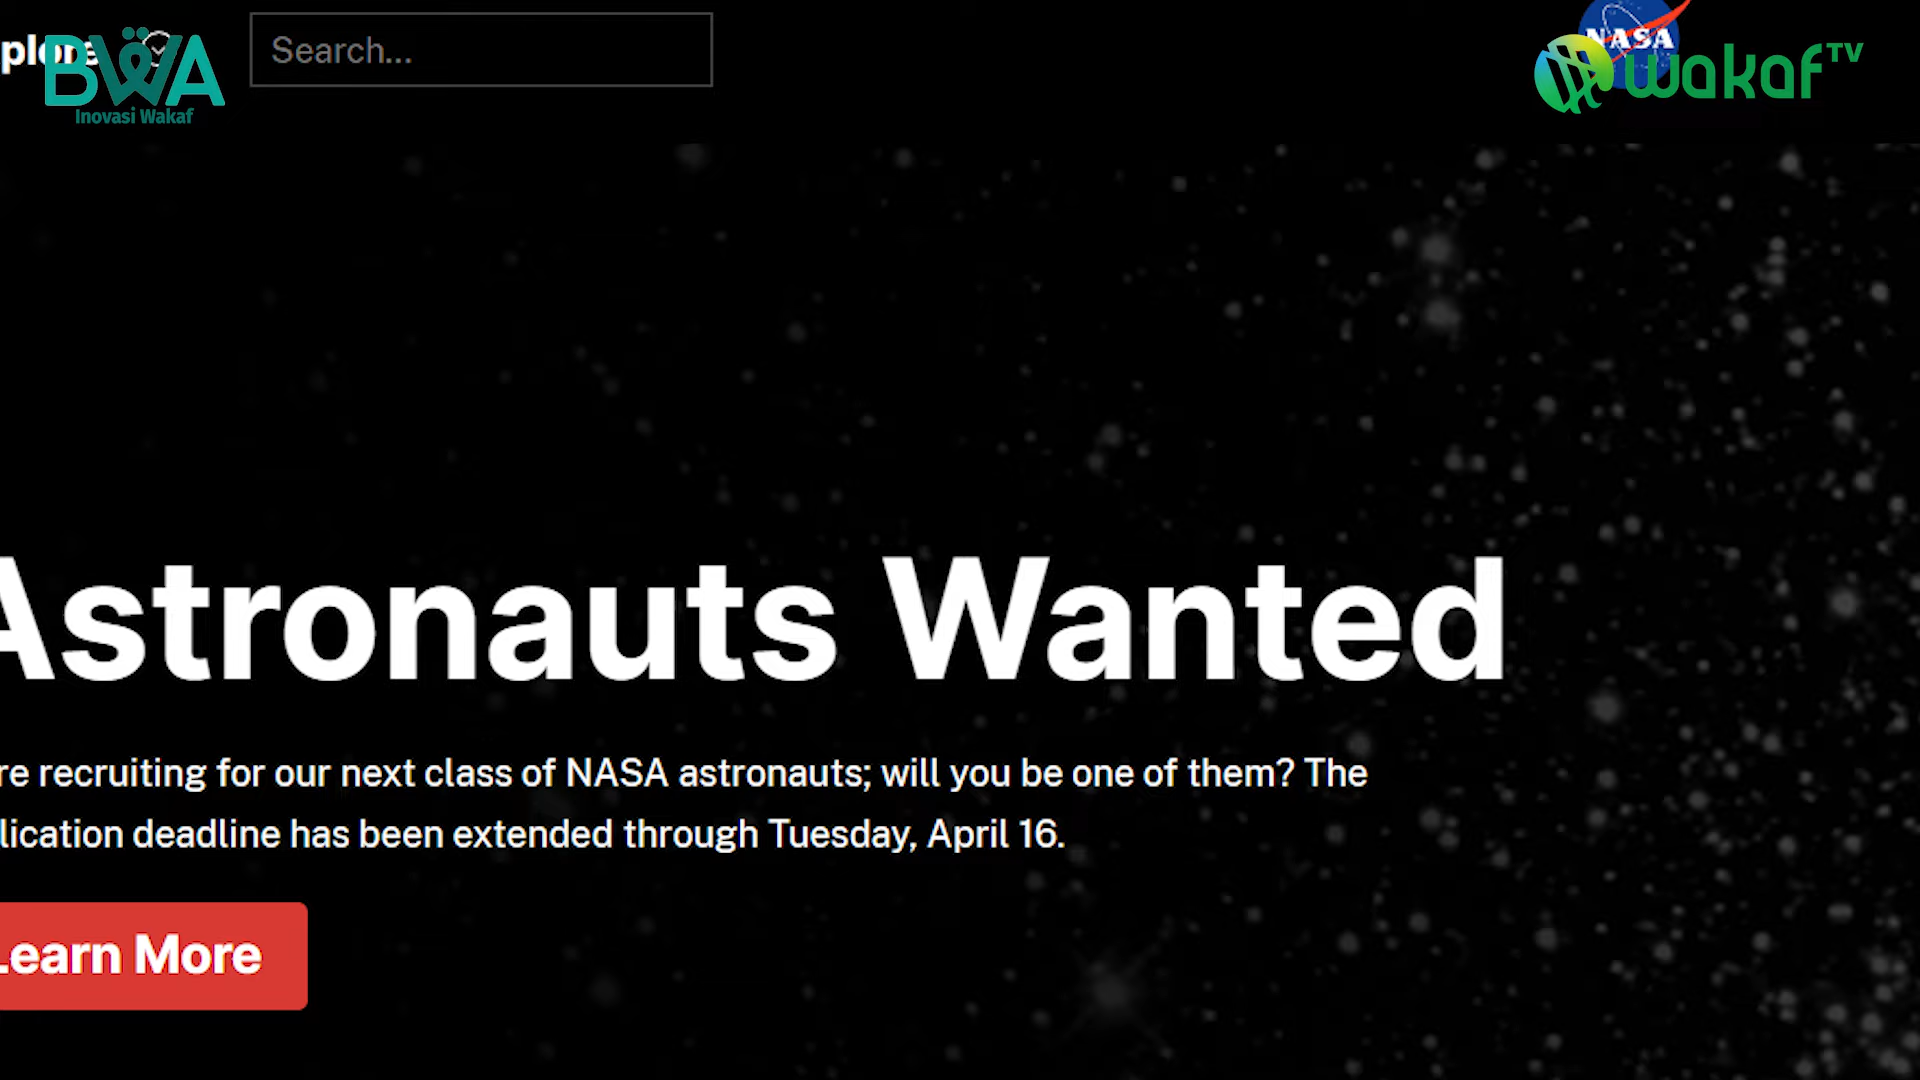 plore
BWA
Inovasi Wakaf
Search...
NASA
wakaf TV
Astronauts Wanted
re recruiting for our next class of NASA astronauts; will you be one of them? The
lication deadline has been extended through Tuesday, April 16.
Learn More